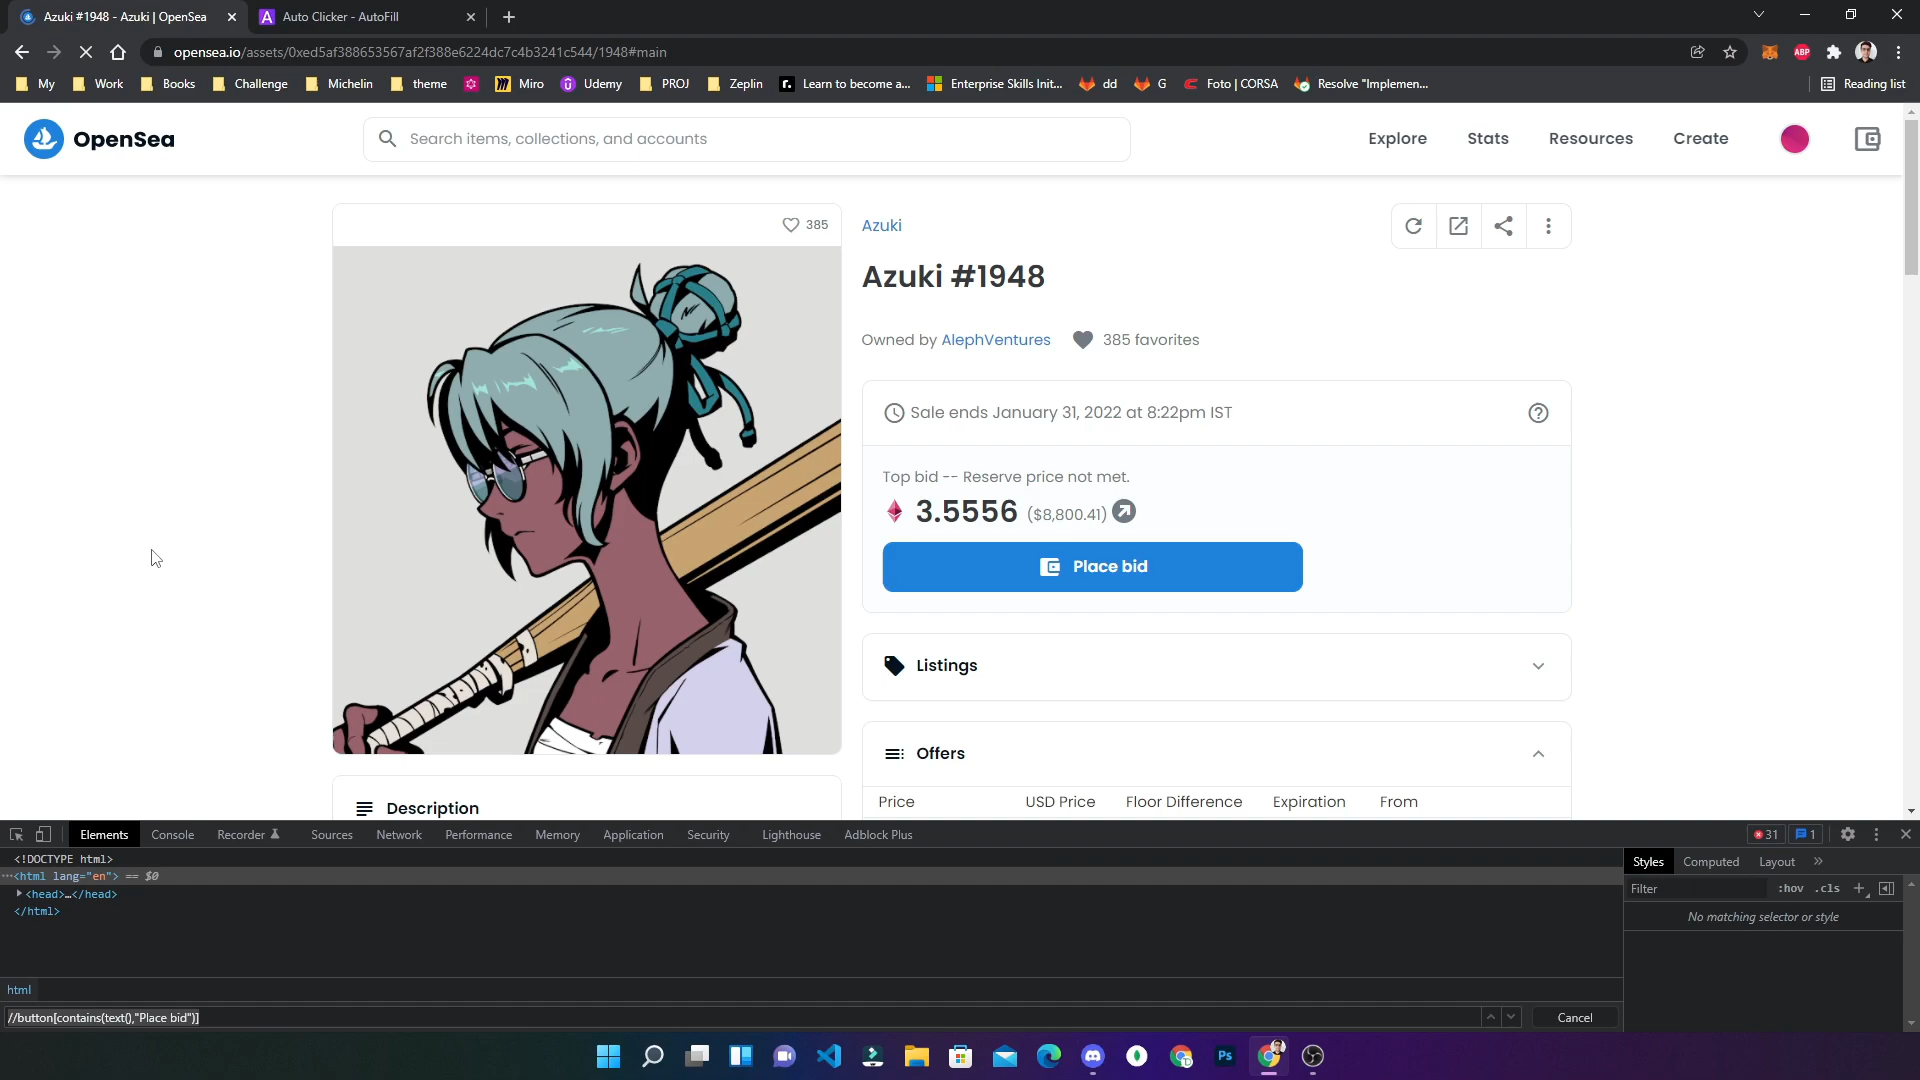 Azuki #1948 - Azuki | OpenSea
Auto Clicker - AutoFill
opensea.io/assets/0xed5af388653567af2f388e6224dc7c4b3241c544/1948#main
ABP
My
Work
Books
Challenge
Michelin
theme
Miro
Udemy
PROJ
Zeplin
Learn to become a...
Enterprise Skills Init...
dd
G
Foto | CORSA
Resolve "Implemen...
Reading list
OpenSea
Search items, collections, and accounts
Explore
Stats
Resources
Create
385
Azuki
Azuki #1948
Owned by AlephVentures
385 favorites
Sale ends January 31, 2022 at 8:22pm IST
Top bid -- Reserve price not met.
3.5556 ($8,800.41)
Place bid
Listings
Offers
Price USD Price Floor Difference Expiration From
Description
Elements Console Recorder Sources Network Performance Memory Application Security Lighthouse Adblock Plus
31
1
<!DOCTYPE html>
<html lang="en"> == $0
<head>…</head>
</html>
Styles Computed Layout
Filter
:hov .cls
No matching selector or style
html
//button[contains(text(),"Place bid")]
Cancel
Ps